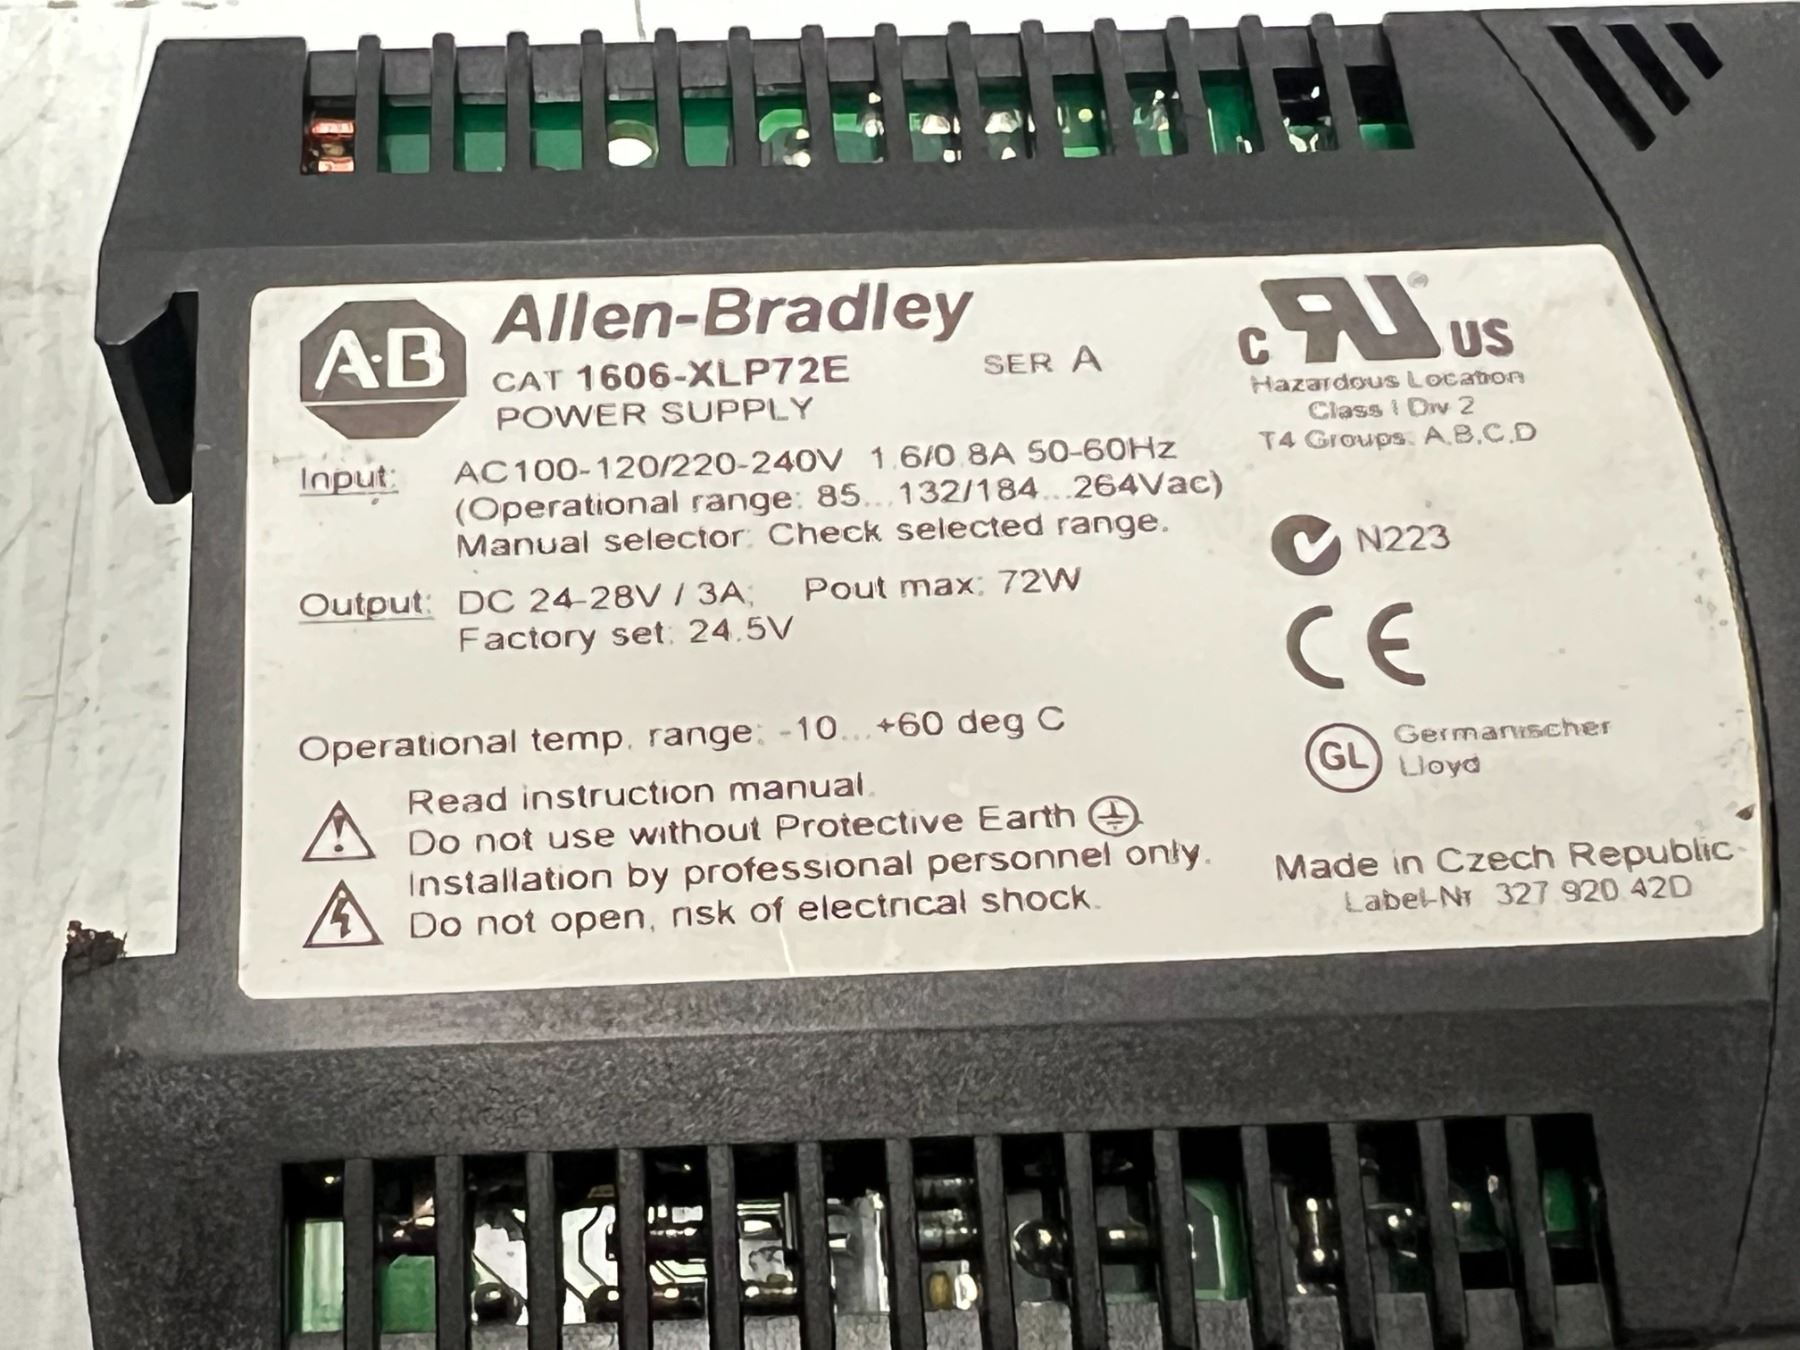 A·B Allen-Bradley
CAT 1606-XLP72E SER A
POWER SUPPLY
Input: AC100-120/220-240V 1.6/0.8A 50-60Hz
(Operational range: 85...132/184...264Vac)
Manual selector: Check selected range.
Output: DC 24-28V / 3A; Pout max: 72W
Factory set: 24.5V
Operational temp. range: -10...+60 deg C
Read instruction manual.
Do not use without Protective Earth
Installation by professional personnel only.
Do not open, risk of electrical shock.
c RU ® US
Hazardous Location
Class I Div 2
T4 Groups: A,B,C,D
N223
CE
GL Germanischer
Lloyd
Made in Czech Republic
Label-Nr 327.920.42D